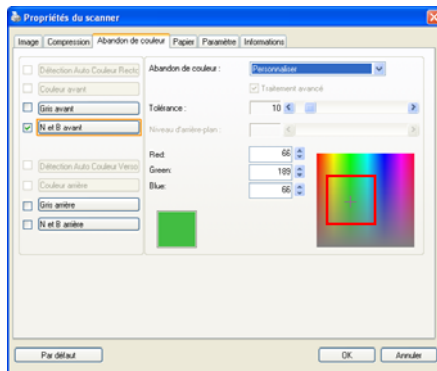 Propriétés du scanner
Image Compression Abandon de couleur Papier Paramètre Informations
Détection Auto Couleur Recto
Couleur avant
Gris avant
N et B avant
Détection Auto Couleur Verso
Couleur arrière
Gris arrière
N et B arrière
Abandon de couleur : Personnaliser
Traitement avancé
Tolérance : 10
Niveau d'arrière-plan :
Red: 66
Green: 189
Blue: 66
Par défaut OK Annuler